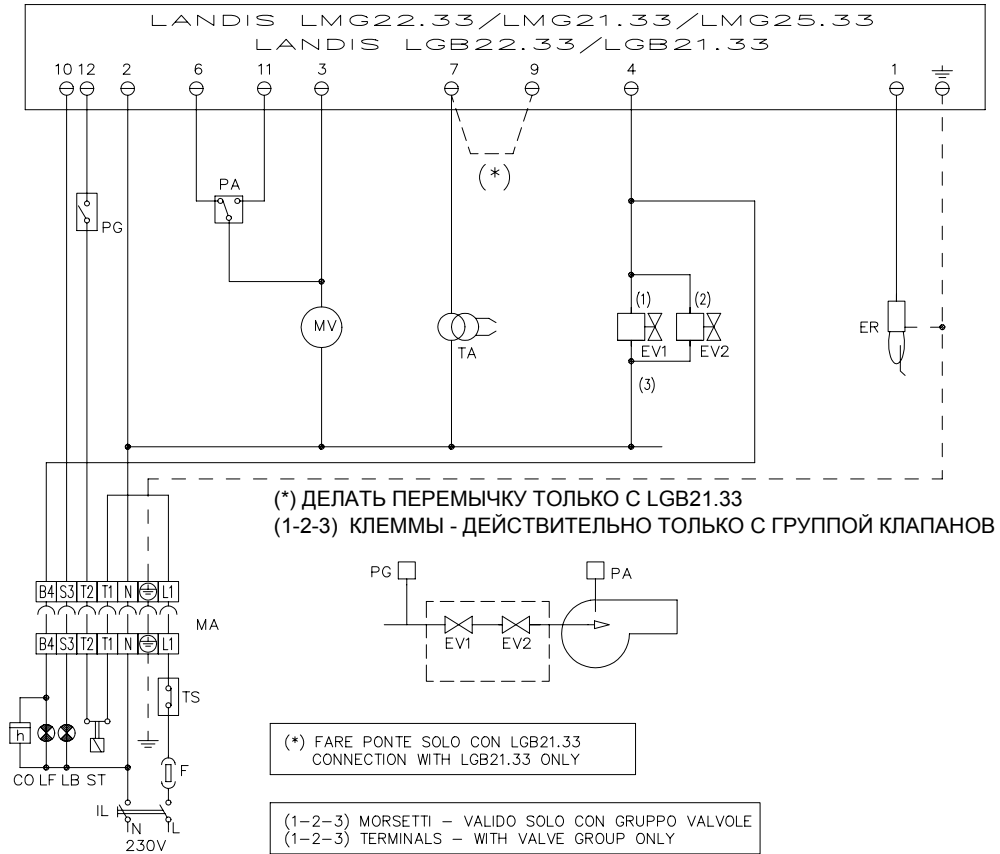 LANDIS LMG22.33/LMG21.33/LMG25.33
LANDIS LGB22.33/LGB21.33
10 12 2 6 11 3 7 9 4 1
(*)
PA
PG
MV
TA
(1) (2)
EV1 EV2
(3)
ER
(*) ДЕЛАТЬ ПЕРЕМЫЧКУ ТОЛЬКО С LGB21.33
(1-2-3) КЛЕММЫ - ДЕЙСТВИТЕЛЬНО ТОЛЬКО С ГРУППОЙ КЛАПАНОВ
PG PA
EV1 EV2
B4 S3 T2 T1 N L1
MA
B4 S3 T2 T1 N L1
TS
h
F
CO LF LB ST
IL
N L
230V
(*) FARE PONTE SOLO CON LGB21.33
CONNECTION WITH LGB21.33 ONLY
(1-2-3) MORSETTI - VALIDO SOLO CON GRUPPO VALVOLE
(1-2-3) TERMINALS - WITH VALVE GROUP ONLY